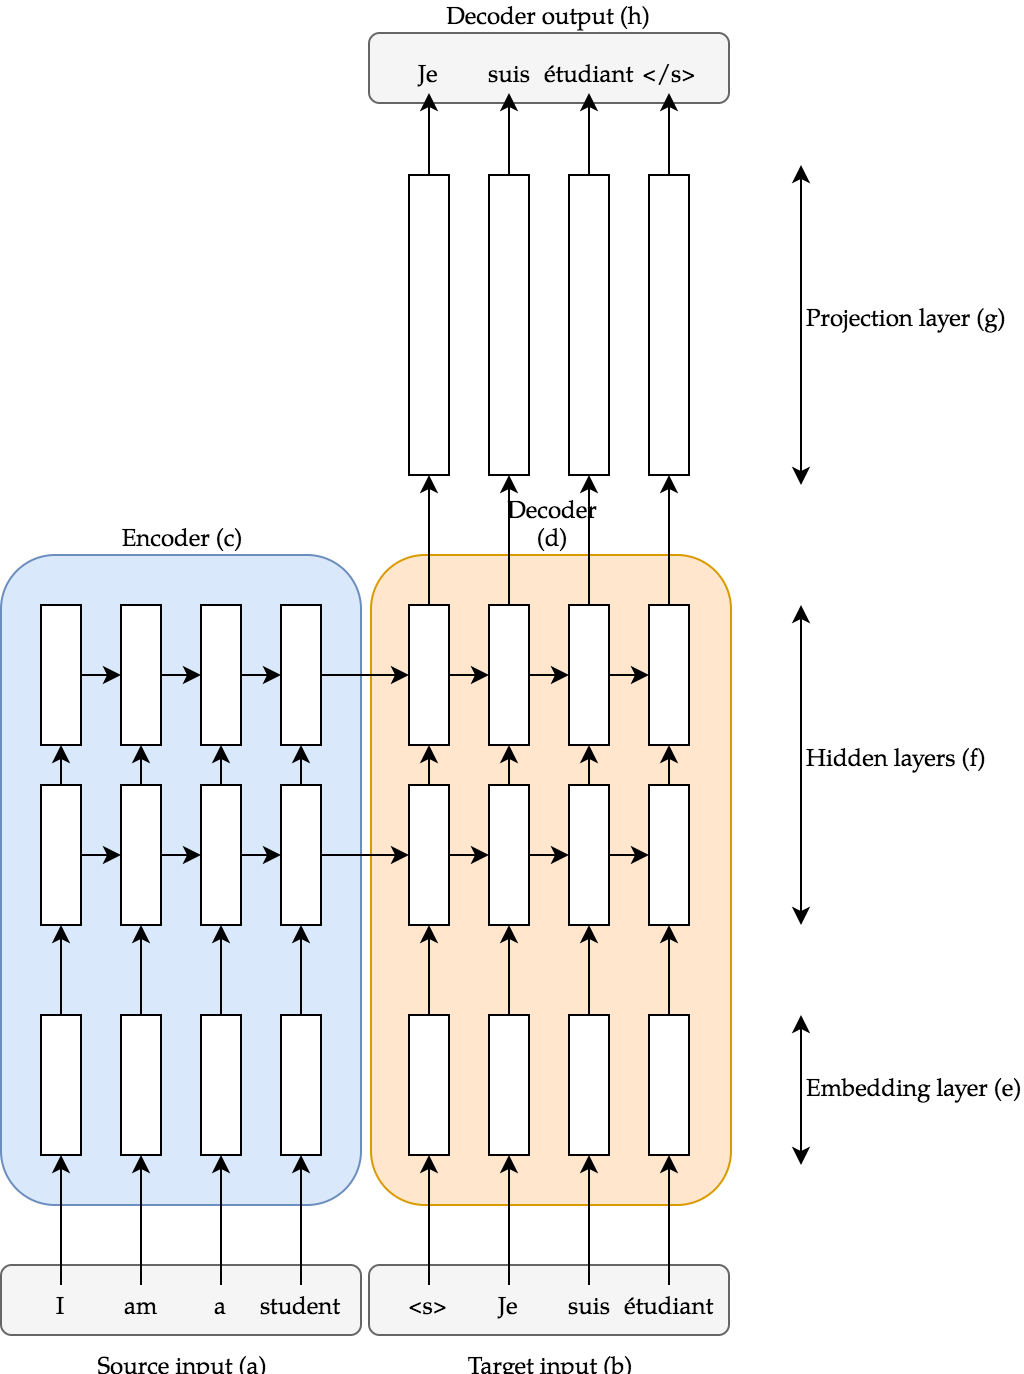 Decoder output (h)
Je suis étudiant </s>
Projection layer (g)
Decoder
(d)
Encoder (c)
Hidden layers (f)
Embedding layer (e)
I am a student
<s> Je suis étudiant
Source input (a)
Target input (b)